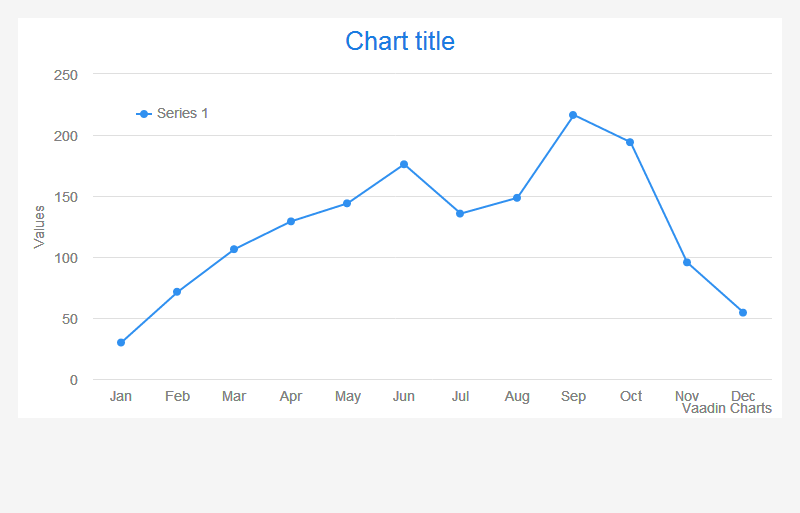 Chart title
250
Series 1
200
150
Values
100
50
0
Jan Feb Mar Apr May Jun Jul Aug Sep Oct Nov Dec
Vaadin Charts